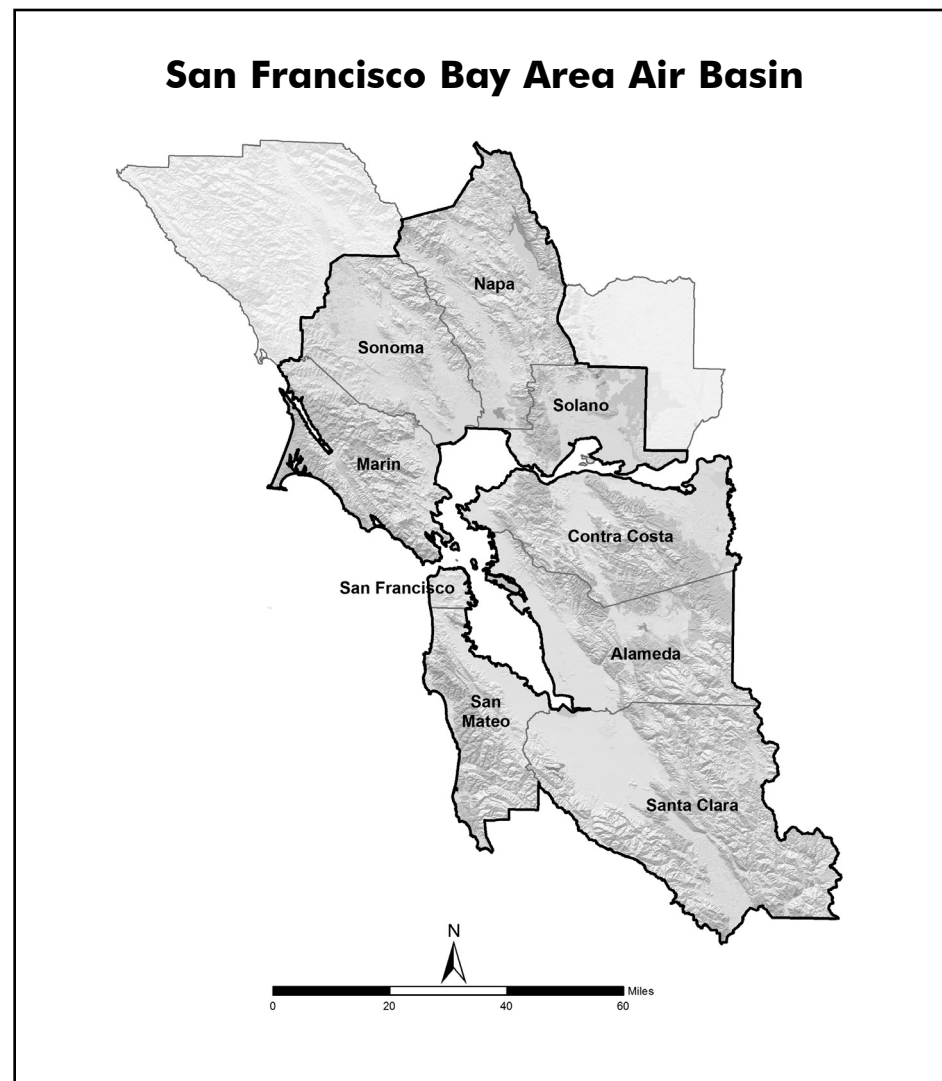 San Francisco Bay Area Air Basin
Napa
Sonoma
Solano
Marin
Contra Costa
San Francisco
Alameda
San
Mateo
Santa Clara
N
Miles
0 20 40 60